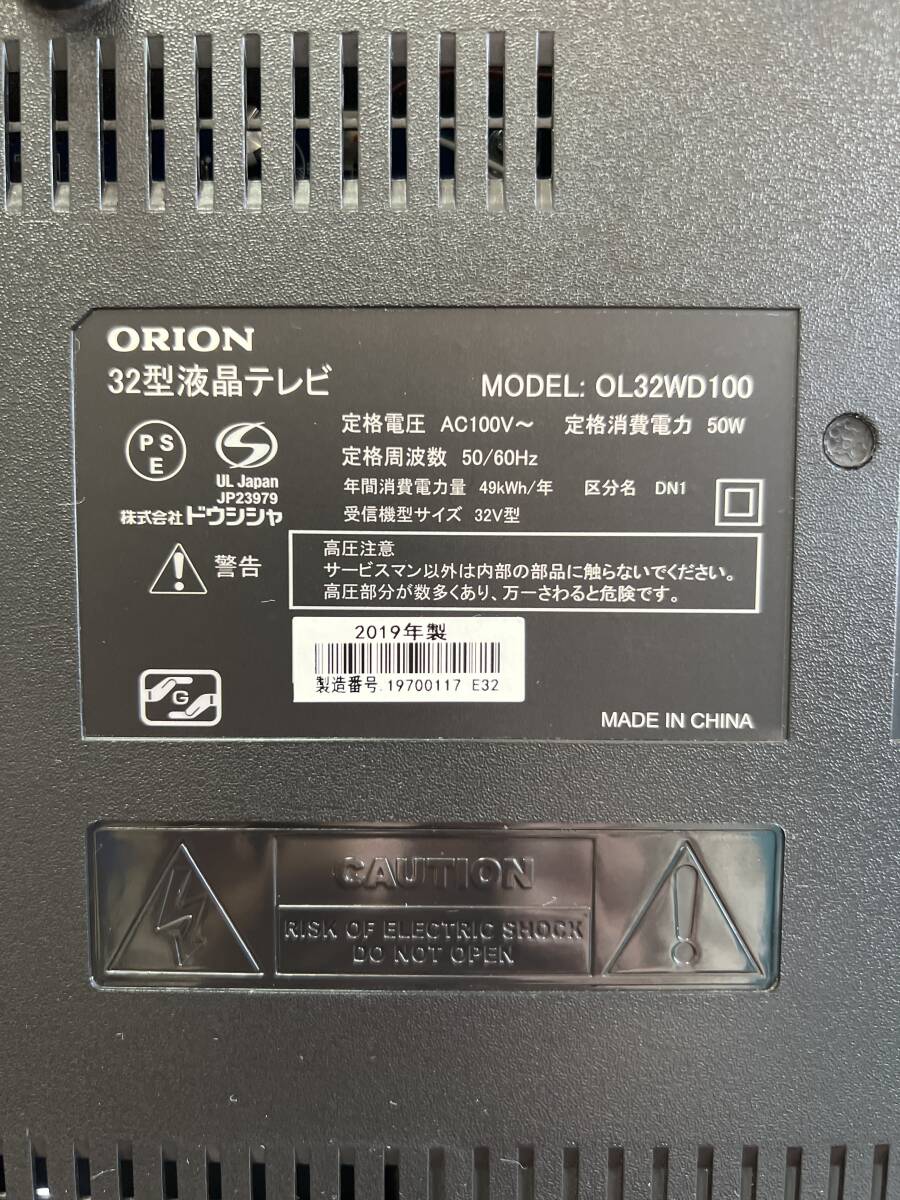 ORION
32型液晶テレビ
MODEL: OL32WD100
定格電圧 AC100V～ 定格消費電力 50W
定格周波数 50/60Hz
年間消費電力量 49kWh/年 区分名 DN1
受信機型サイズ 32V型
PS
E
UL Japan
JP23979
株式会社ドウシシャ
警告
高圧注意
サービスマン以外は内部の部品に触らないでください。
高圧部分が数多くあり、万一さわると危険です。
2019年製
製造番号.19700117 E32
G
MADE IN CHINA
CAUTION
RISK OF ELECTRIC SHOCK
DO NOT OPEN